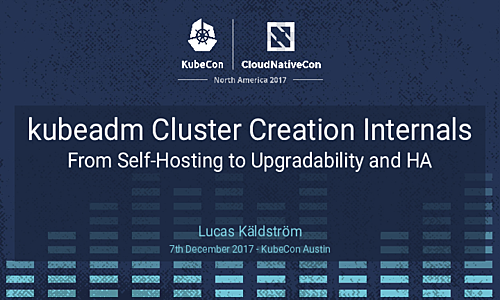 KubeCon CloudNativeCon
North America 2017
kubeadm Cluster Creation Internals
From Self-Hosting to Upgradability and HA
Lucas Käldström
7th December 2017 - KubeCon Austin